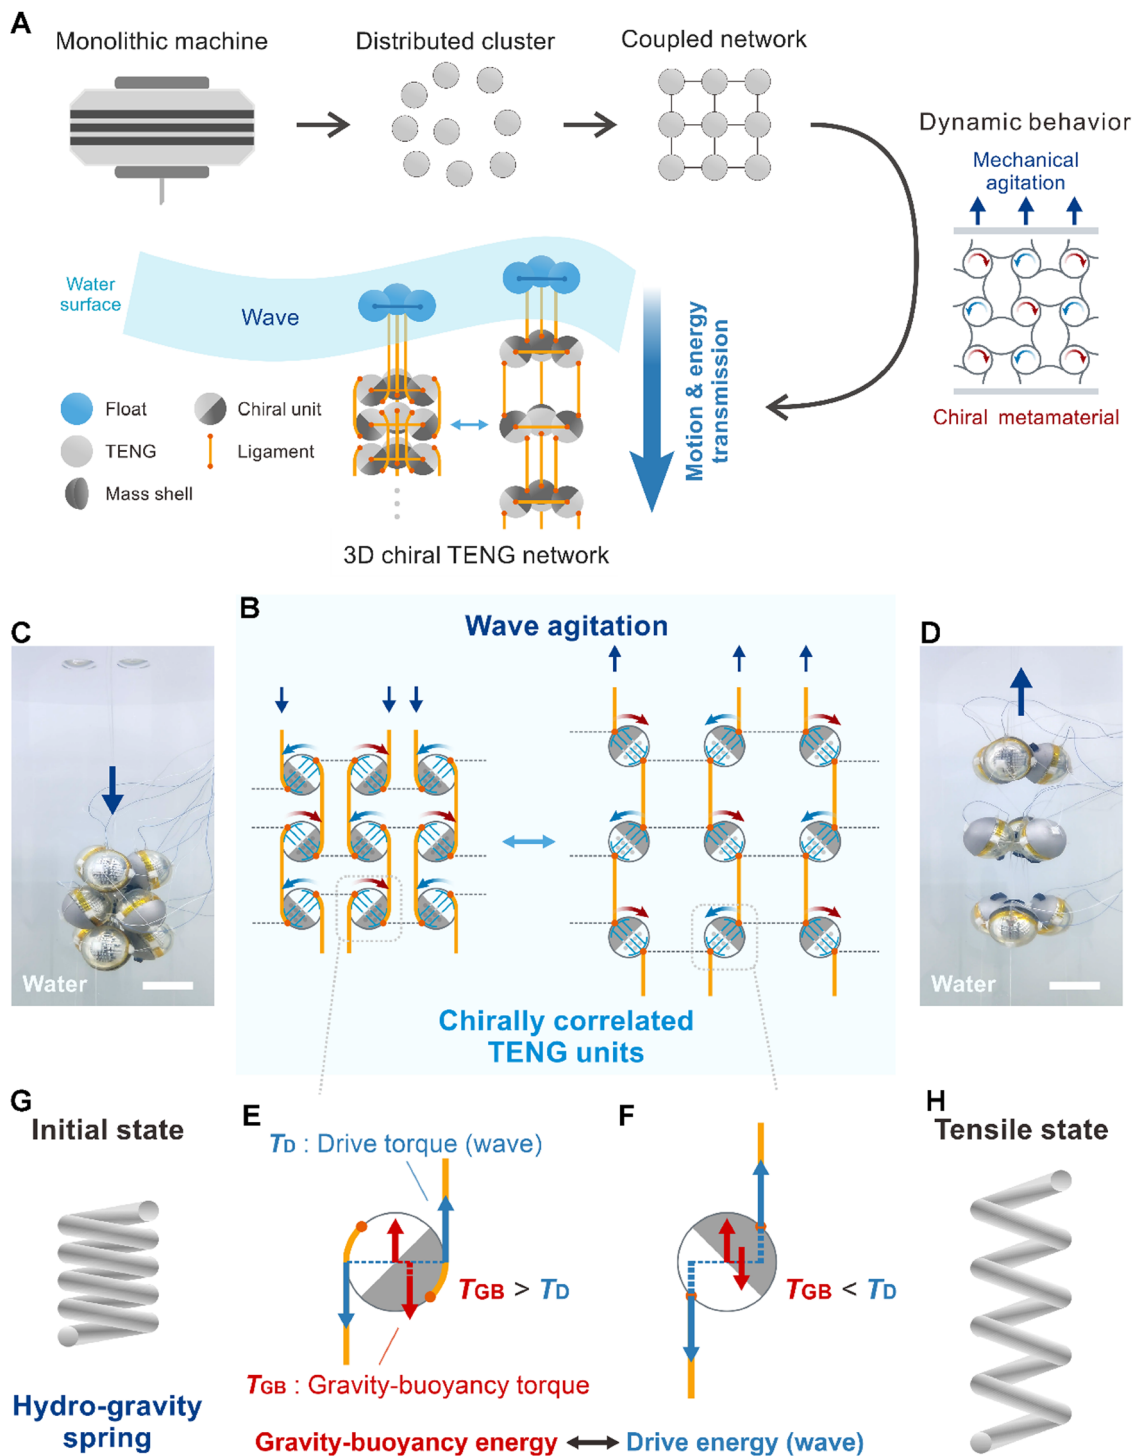 A
Monolithic machine
Distributed cluster
Coupled network
Dynamic behavior
Mechanical
agitation
Chiral metamaterial
Water
surface
Wave
Motion & energy
transmission
Float
Chiral unit
TENG
Ligament
Mass shell
3D chiral TENG network
B
Wave agitation
Chirally correlated
TENG units
C
Water
D
Water
G
Initial state
Hydro-gravity
spring
E
TD : Drive torque (wave)
TGB > TD
TGB : Gravity-buoyancy torque
F
TGB < TD
Gravity-buoyancy energy
Drive energy (wave)
H
Tensile state